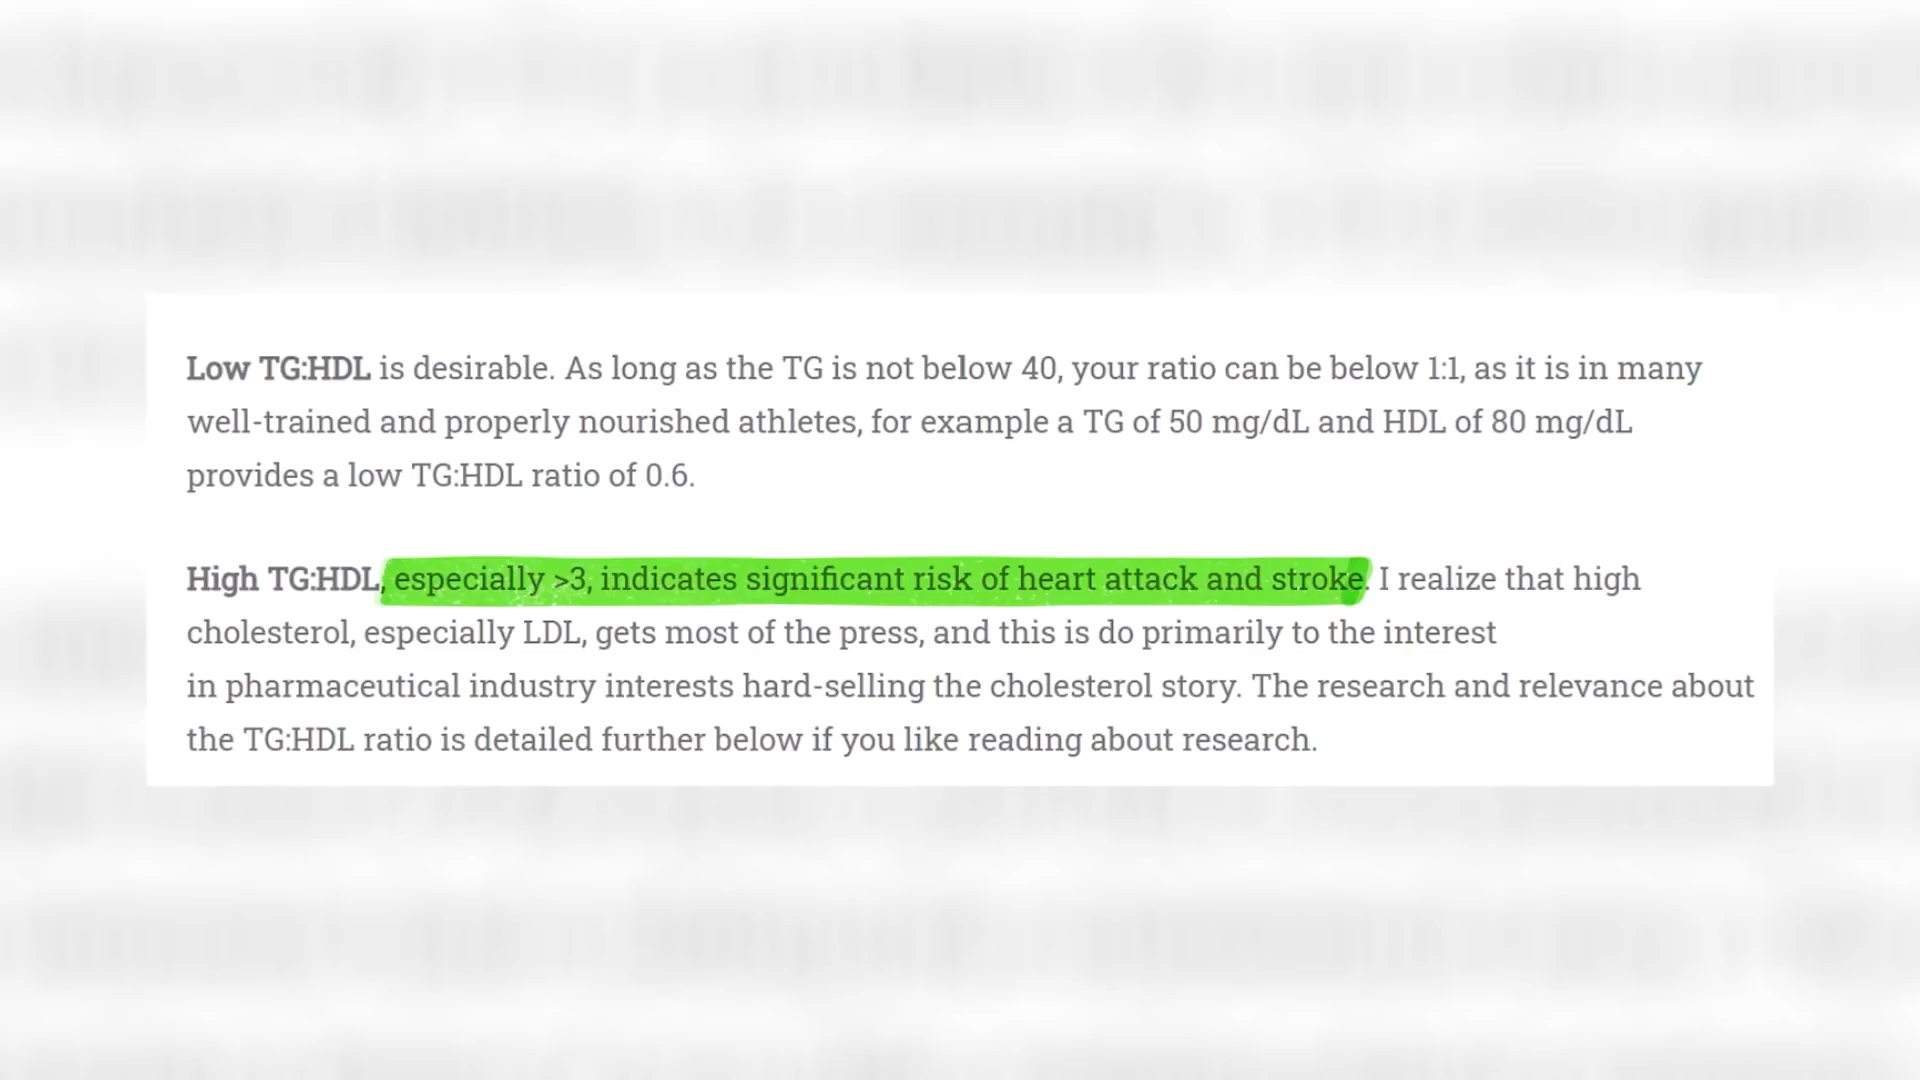 Low TG:HDL is desirable. As long as the TG is not below 40, your ratio can be below 1:1, as it is in many
well-trained and properly nourished athletes, for example a TG of 50 mg/dL and HDL of 80 mg/dL
provides a low TG:HDL ratio of 0.6.
High TG:HDL, especially >3, indicates significant risk of heart attack and stroke. I realize that high
cholesterol, especially LDL, gets most of the press, and this is do primarily to the interest
in pharmaceutical industry interests hard-selling the cholesterol story. The research and relevance about
the TG:HDL ratio is detailed further below if you like reading about research.